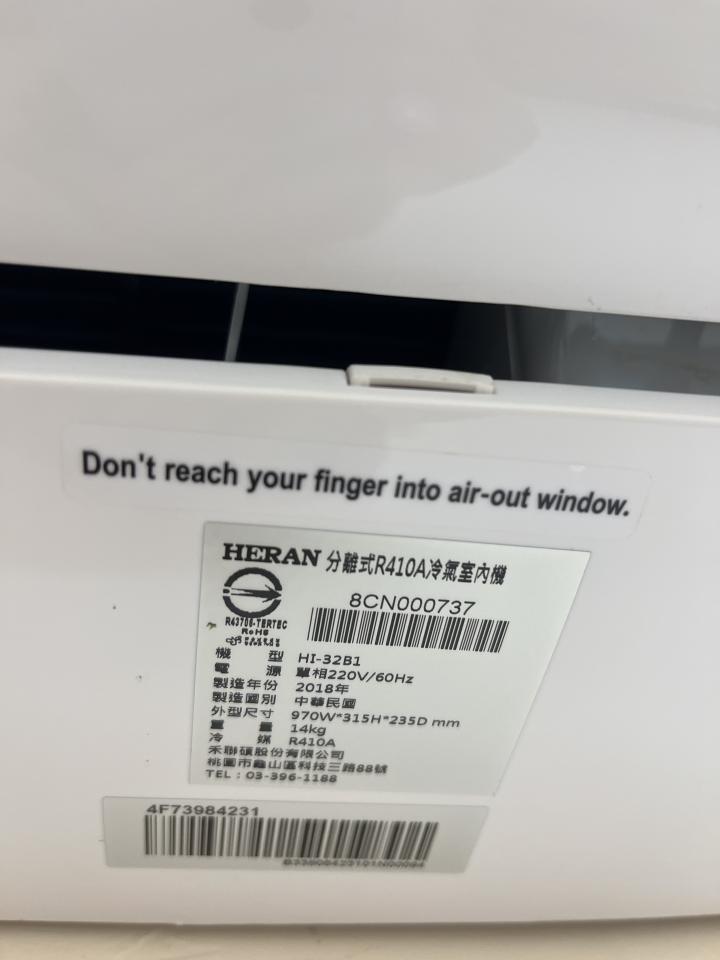 Don't reach your finger into air-out window.
HERAN 分離式R410A冷氣室內機
8CN000737
R43706-TERTEC
RoHS
機型 HI-32B1
電源 單相220V/60Hz
製造年份 2018年
製造國別 中華民國
外型尺寸 970W*315H*235D mm
重量 14kg
冷媒 R410A
禾聯碩股份有限公司
桃園市龜山區科技三路88號
TEL : 03-396-1188
4F73984231